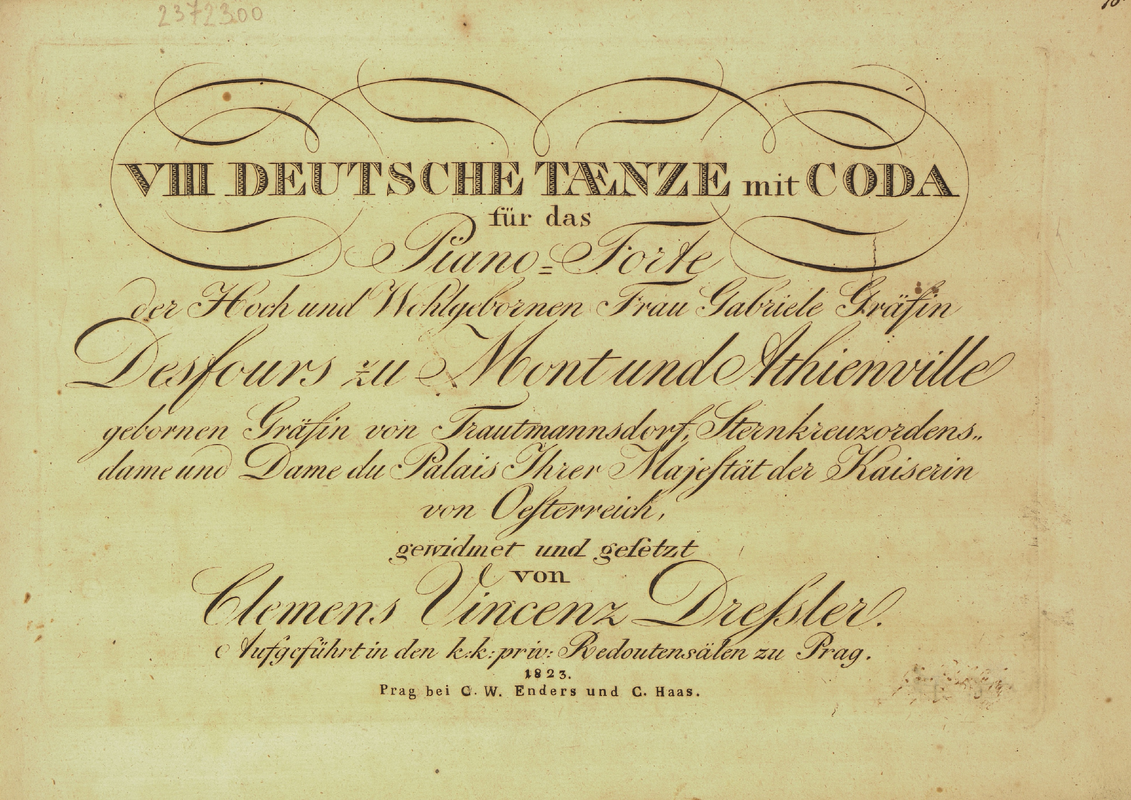 2372300
VIII DEUTSCHE TÆNZE mit CODA
für das
Piano=Forte
der Hoch und Wohlgebornen Frau Gabriele Gräfin
Desfours zu Mont und Athienville
gebornen Gräfin von Trautmannsdorf, Sternkreuzordens„
dame und Dame du Palais Ihrer Majeſtät der Kaiserin
von Oeſterreich,
gewidmet und geſetzt
von
Clemens Vincenz Dreſsler.
Aufgeführt in den k.k: priv: Redoutensälen zu Prag.
1823.
Prag bei C. W. Enders und C. Haas.